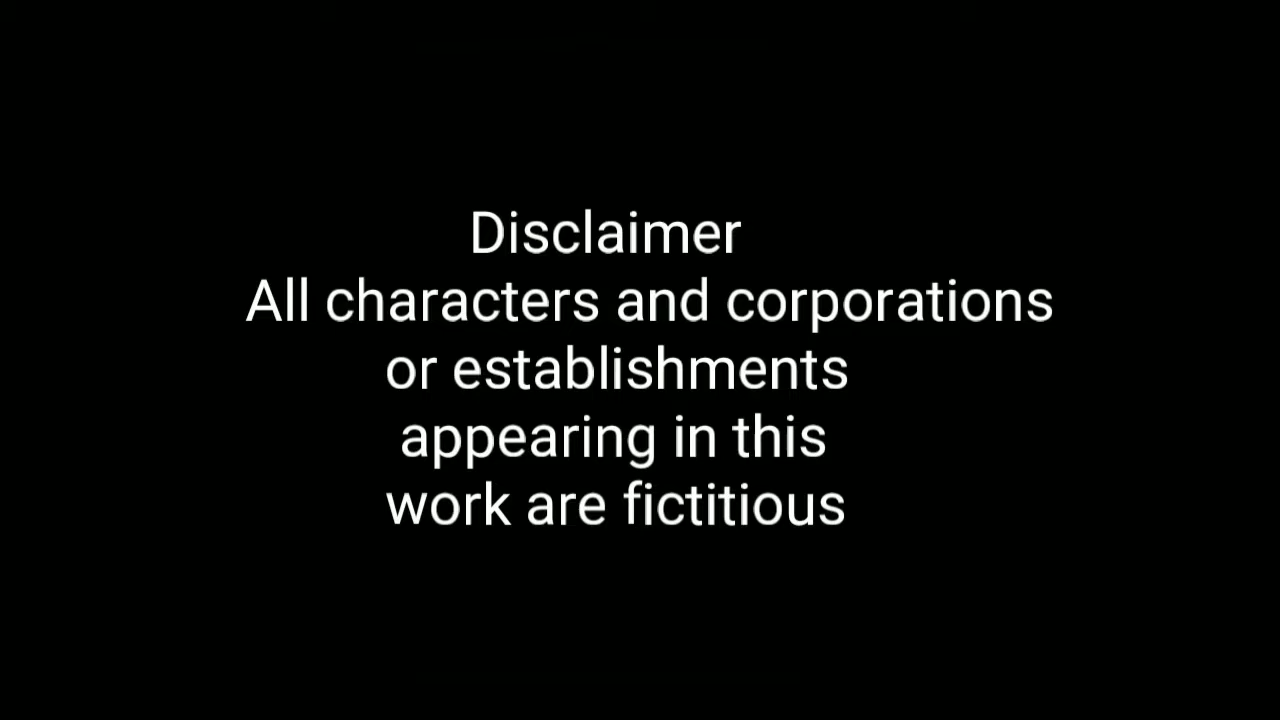 Disclaimer
All characters and corporations
or establishments
appearing in this
work are fictitious